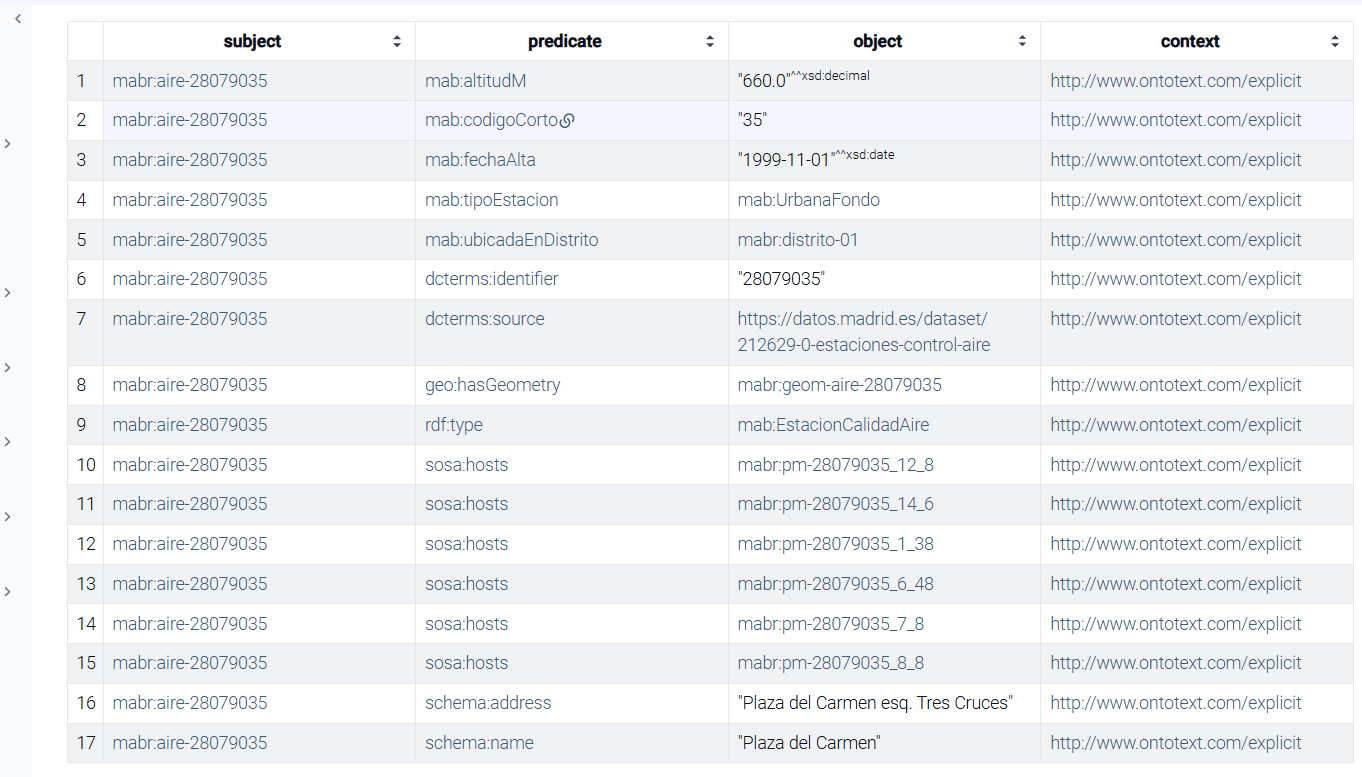 subject predicate object context
1 mabr:aire-28079035 mab:altitudM "660.0"^^xsd:decimal http://www.ontotext.com/explicit
2 mabr:aire-28079035 mab:codigoCorto "35" http://www.ontotext.com/explicit
3 mabr:aire-28079035 mab:fechaAlta "1999-11-01"^^xsd:date http://www.ontotext.com/explicit
4 mabr:aire-28079035 mab:tipoEstacion mab:UrbanaFondo http://www.ontotext.com/explicit
5 mabr:aire-28079035 mab:ubicadaEnDistrito mabr:distrito-01 http://www.ontotext.com/explicit
6 mabr:aire-28079035 dcterms:identifier "28079035" http://www.ontotext.com/explicit
7 mabr:aire-28079035 dcterms:source https://datos.madrid.es/dataset/ http://www.ontotext.com/explicit
212629-0-estaciones-control-aire
8 mabr:aire-28079035 geo:hasGeometry mabr:geom-aire-28079035 http://www.ontotext.com/explicit
9 mabr:aire-28079035 rdf:type mab:EstacionCalidadAire http://www.ontotext.com/explicit
10 mabr:aire-28079035 sosa:hosts mabr:pm-28079035_12_8 http://www.ontotext.com/explicit
11 mabr:aire-28079035 sosa:hosts mabr:pm-28079035_14_6 http://www.ontotext.com/explicit
12 mabr:aire-28079035 sosa:hosts mabr:pm-28079035_1_38 http://www.ontotext.com/explicit
13 mabr:aire-28079035 sosa:hosts mabr:pm-28079035_6_48 http://www.ontotext.com/explicit
14 mabr:aire-28079035 sosa:hosts mabr:pm-28079035_7_8 http://www.ontotext.com/explicit
15 mabr:aire-28079035 sosa:hosts mabr:pm-28079035_8_8 http://www.ontotext.com/explicit
16 mabr:aire-28079035 schema:address "Plaza del Carmen esq. Tres Cruces" http://www.ontotext.com/explicit
17 mabr:aire-28079035 schema:name "Plaza del Carmen" http://www.ontotext.com/explicit